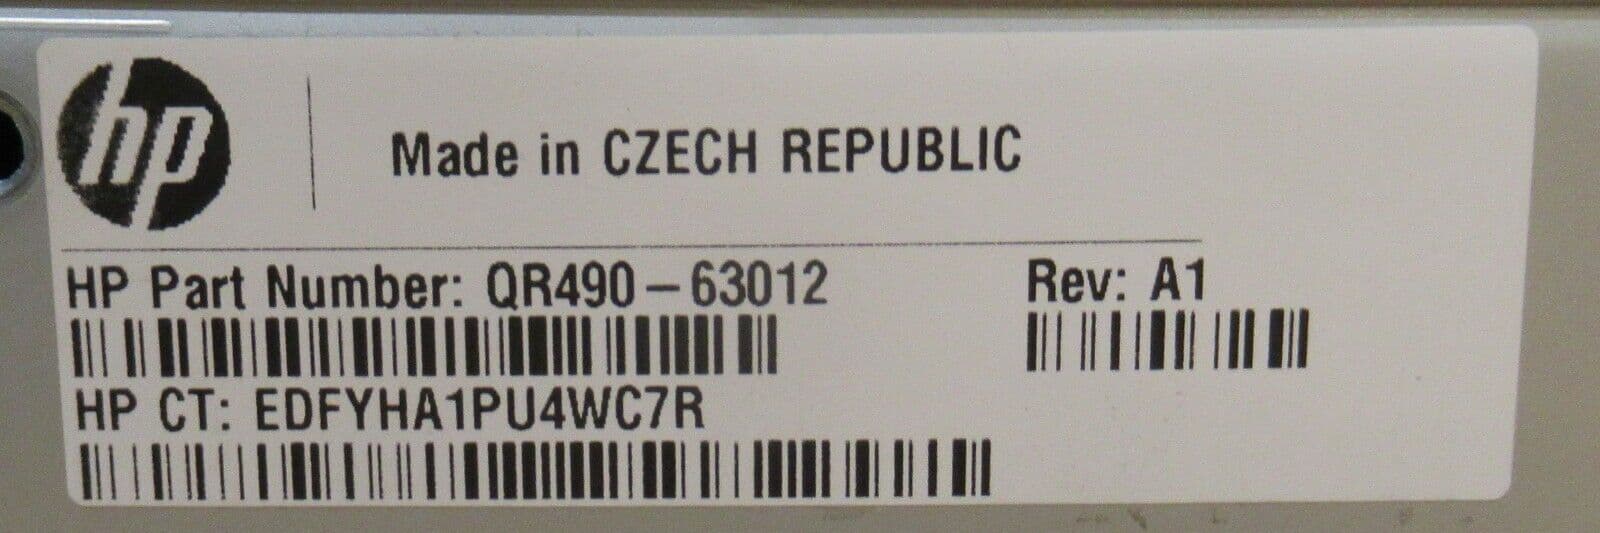 hp
Made in CZECH REPUBLIC
HP Part Number: QR490-63012
Rev: A1
HP CT: EDFYHA1PU4WC7R